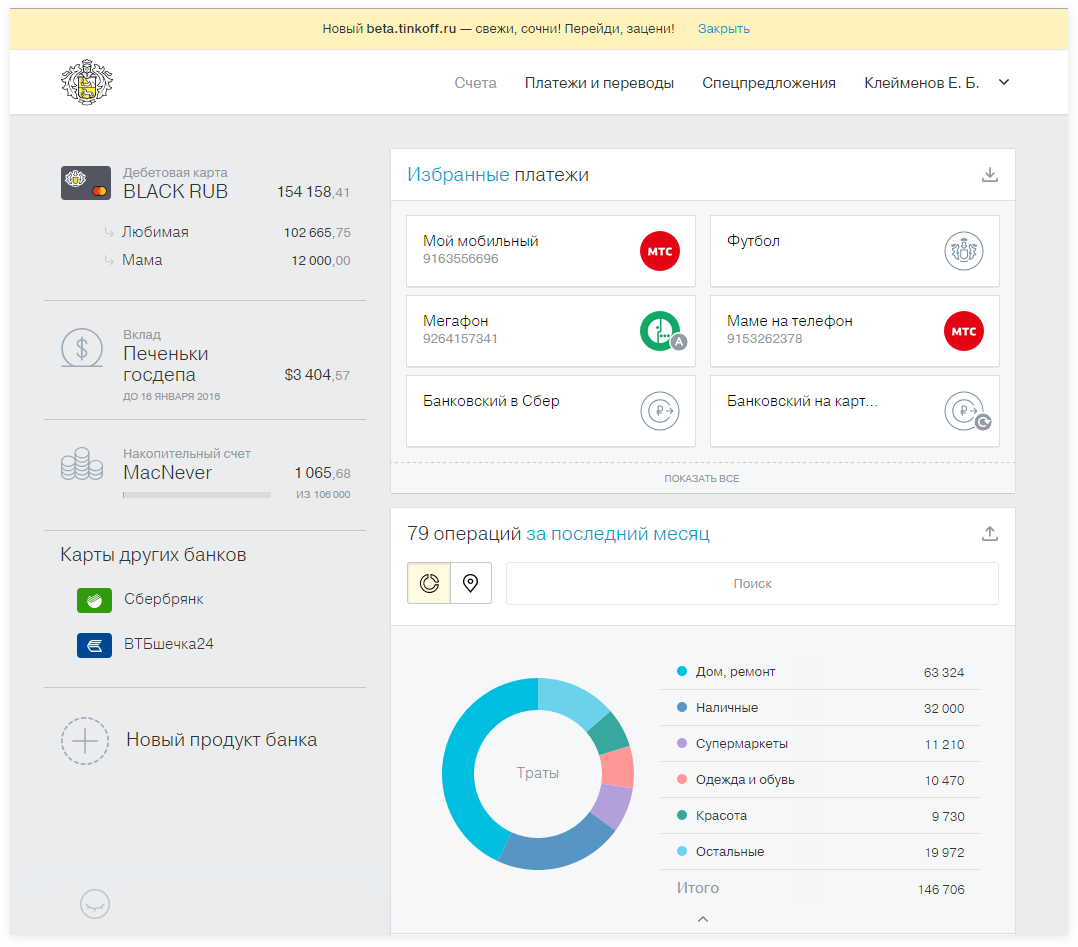 Новый beta.tinkoff.ru — свежи, сочни! Перейди, зацени! Закрыть
Счета Платежи и переводы Спецпредложения Клейменов Е. Б.
Дебетовая карта
BLACK RUB 154 158,41
Любимая 102 665,75
Мама 12 000,00
Вклад
Печеньки
госдепа $3 404,57
ДО 16 ЯНВАРЯ 2016
Накопительный счет
MacNever 1 065,68
ИЗ 106 000
Карты других банков
Сбербрянк
ВТБшечка24
Новый продукт банка
Избранные платежи
Мой мобильный
9163556696
МТС
Футбол
Мегафон
9264157341
A
Маме на телефон
9153262378
МТС
Банковский в Сбер
Банковский на карт...
ПОКАЗАТЬ ВСЕ
79 операций за последний месяц
Поиск
Траты
Дом, ремонт 63 324
Наличные 32 000
Супермаркеты 11 210
Одежда и обувь 10 470
Красота 9 730
Остальные 19 972
Итого 146 706